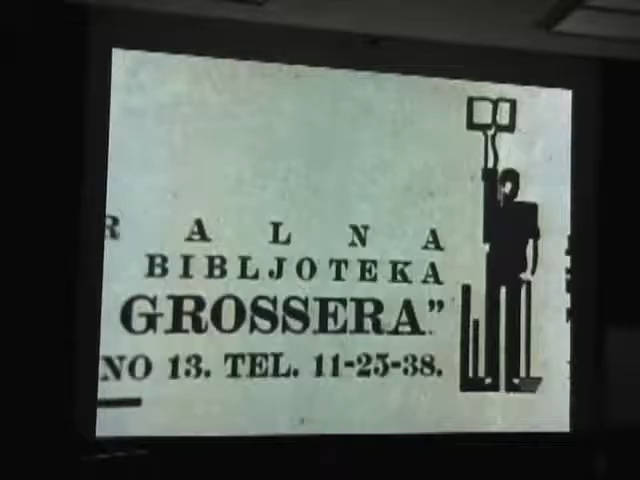 R A L N A
BIBLJOTEKA
GROSSERA”
NO 13. TEL. 11-25-38.